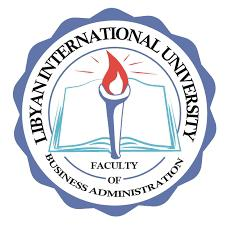 LIBYAN INTERNATIONAL UNIVERSITY
FACULTY
OF
BUSINESS ADMINISTRATION